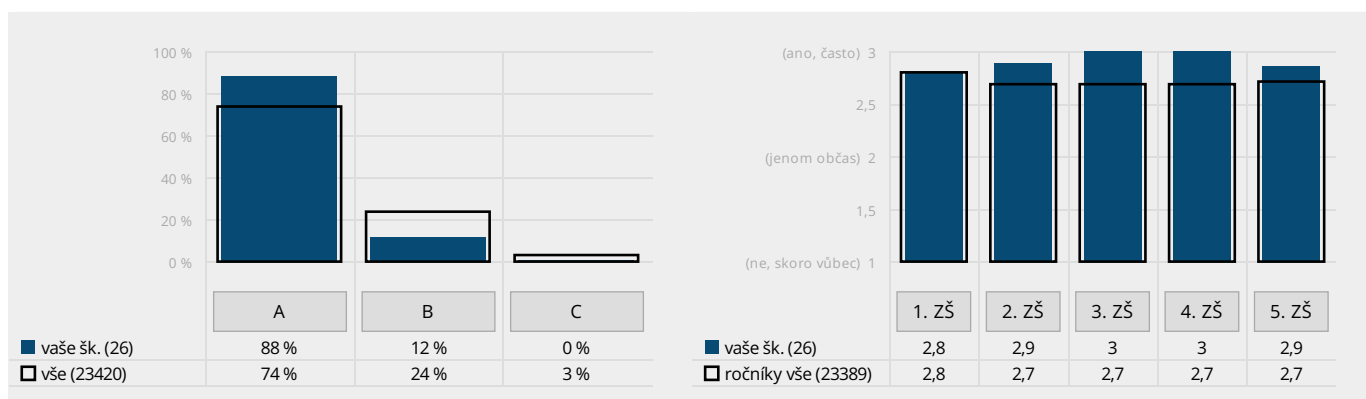 100 %
80 %
60 %
40 %
20 %
0 %
A B C
vaše šk. (26) 88 % 12 % 0 %
vše (23420) 74 % 24 % 3 %
(ano, často) 3
2,5
(jenom občas) 2
1,5
(ne, skoro vůbec) 1
1. ZŠ 2. ZŠ 3. ZŠ 4. ZŠ 5. ZŠ
vaše šk. (26) 2,8 2,9 3 3 2,9
ročníky vše (23389) 2,8 2,7 2,7 2,7 2,7